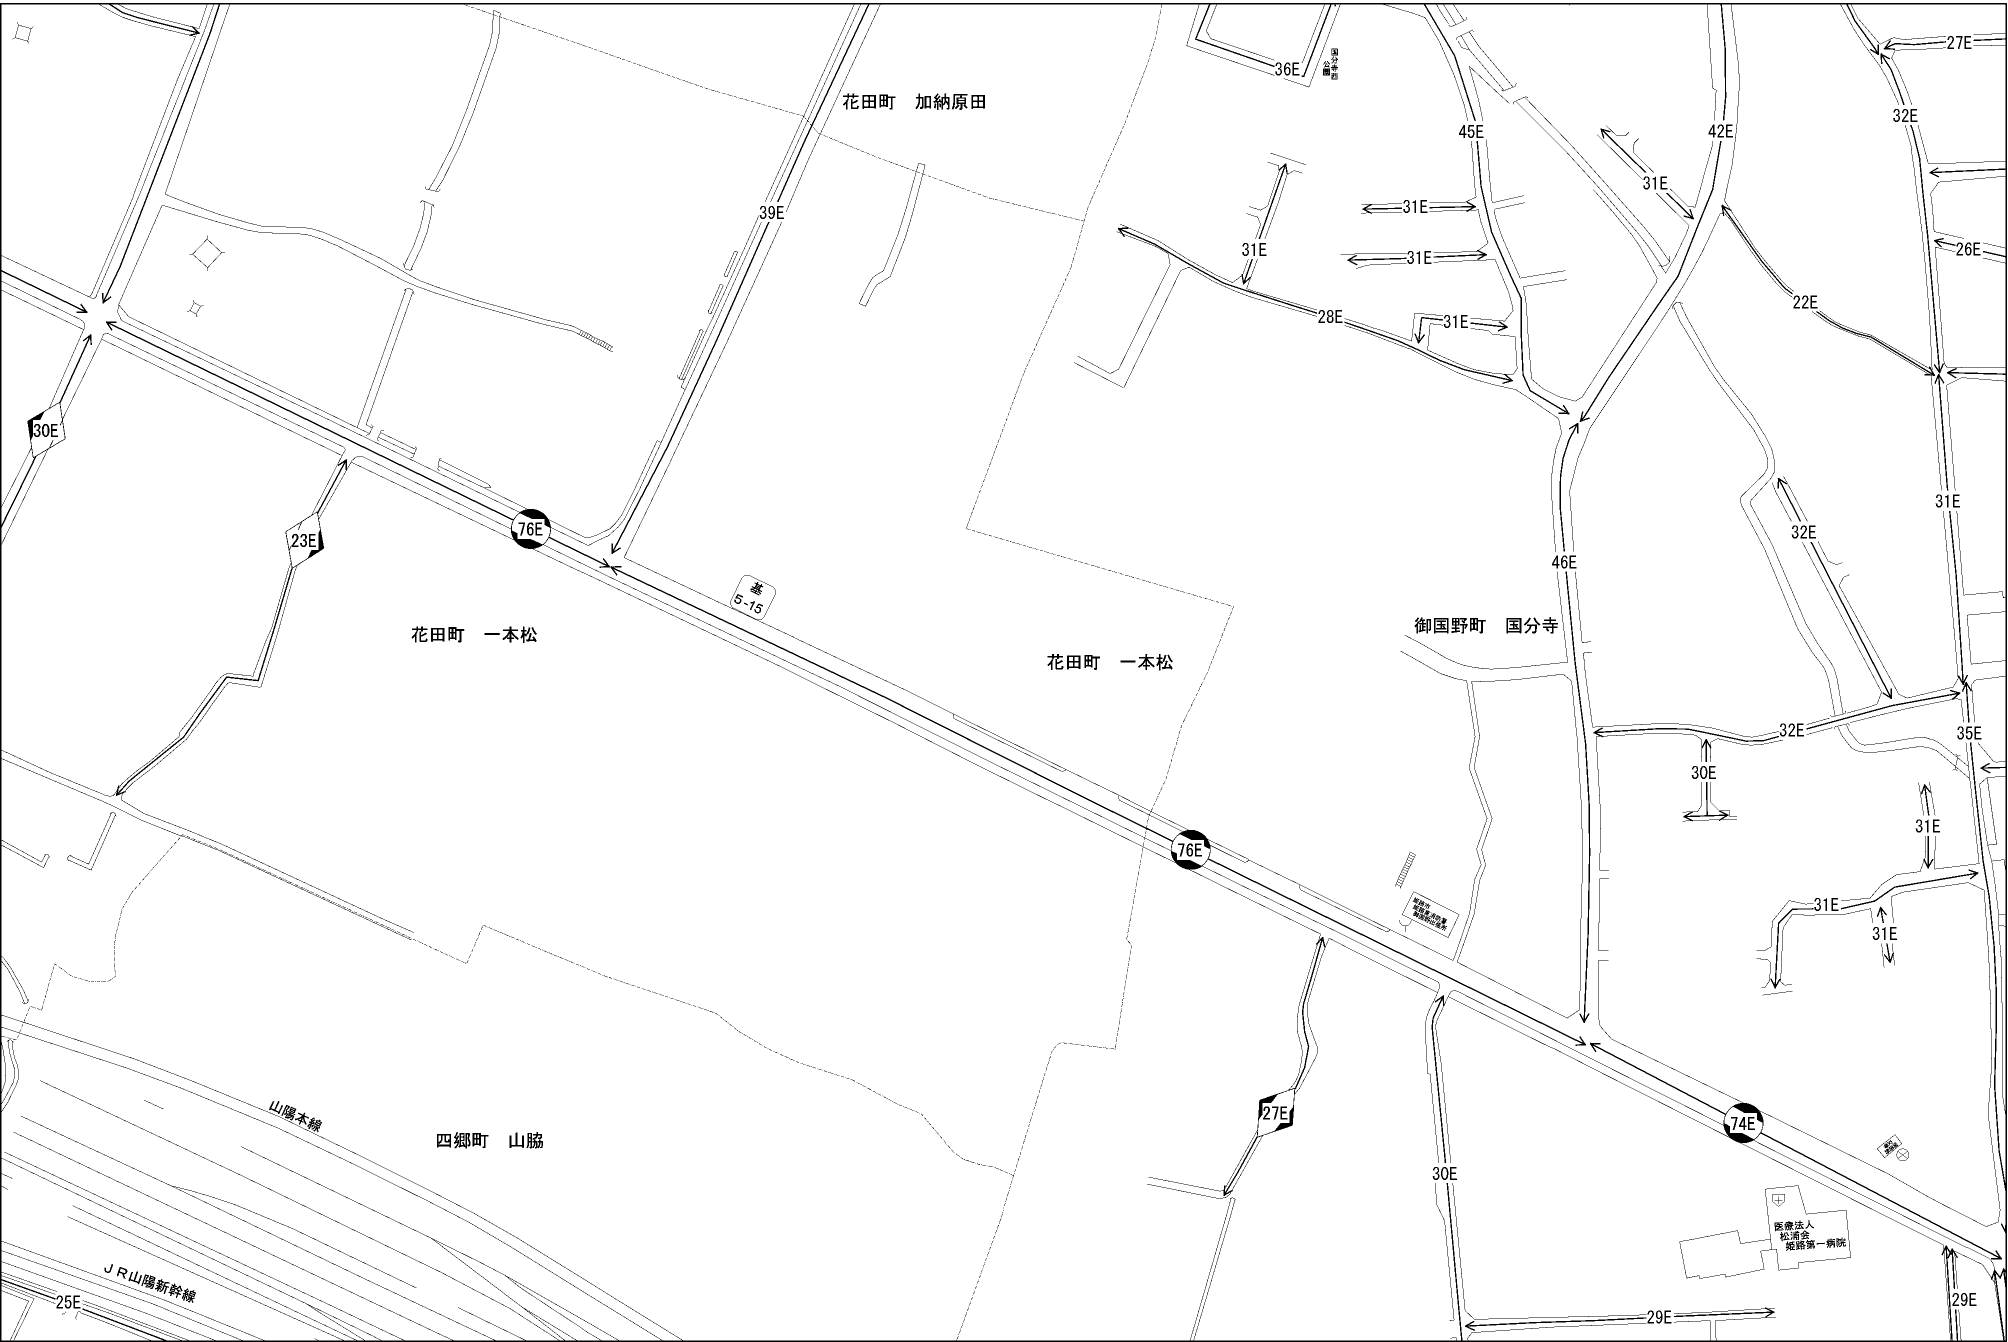 27E
36E
国分寺西
公園
花田町　加納原田
32E
45E
42E
31E
39E
31E
31E
31E
26E
22E
28E
31E
30E
31E
76E
32E
23E
46E
基
5-15
花田町　一本松
御国野町　国分寺
花田町　一本松
32E
35E
30E
31E
76E
31E
31E
山陽本線
27E
74E
四郷町　山脇
30E
医療法人
松浦会
姫路第一病院
ＪＲ山陽新幹線
25E
29E
29E